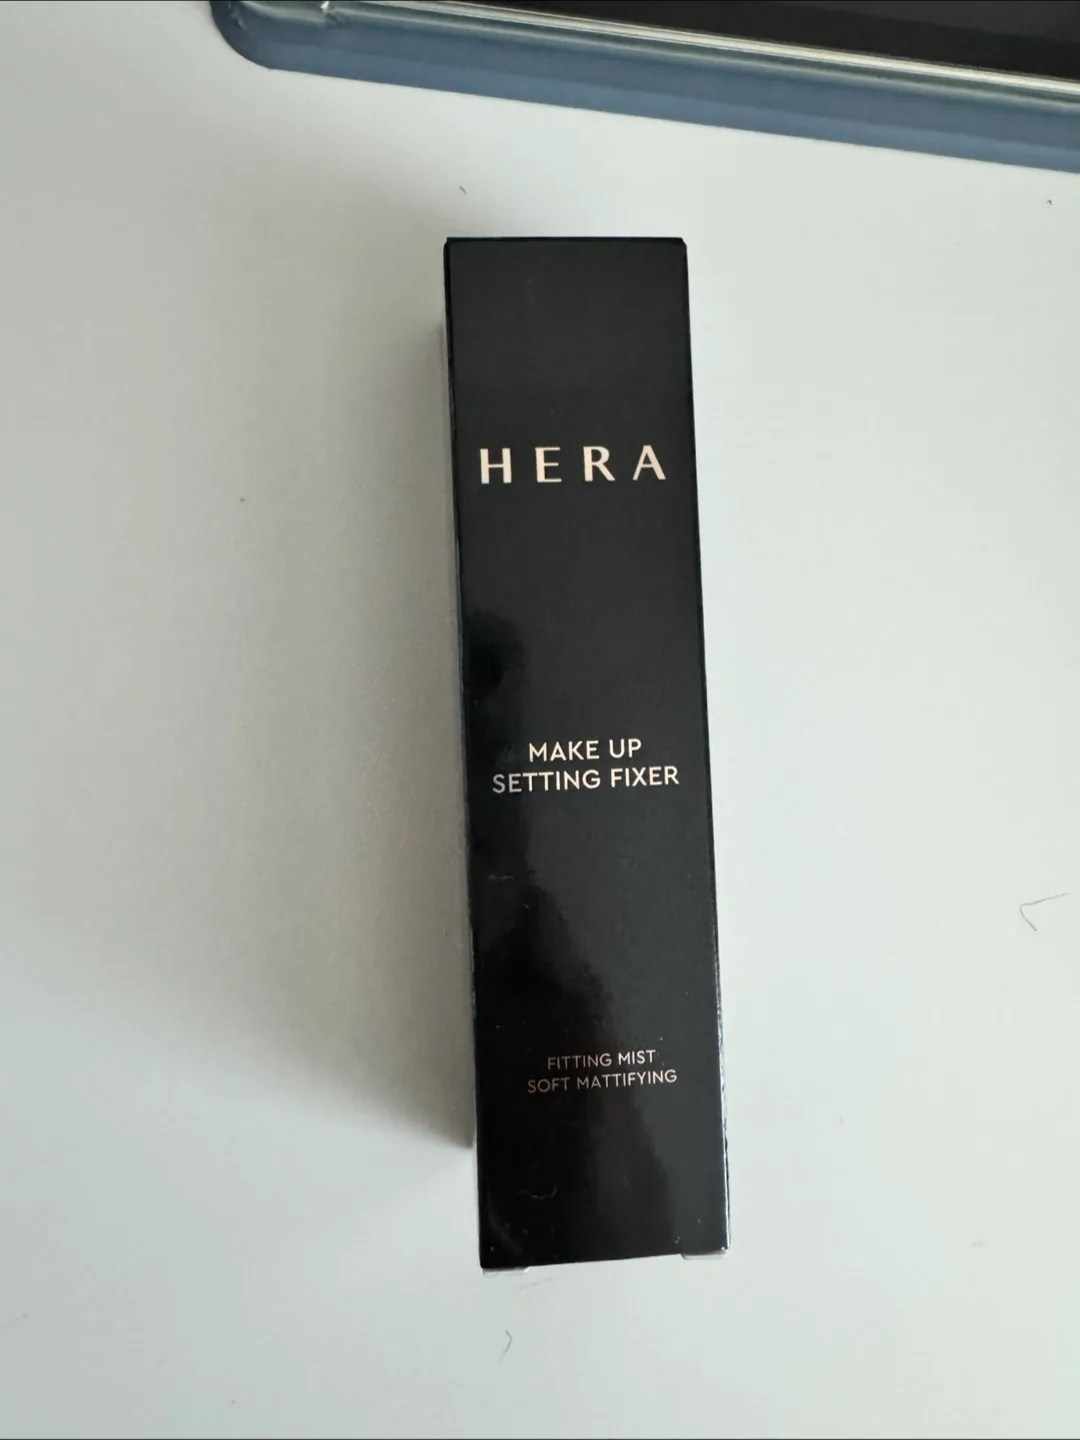 HERA
MAKE UP
SETTING FIXER
FITTING MIST
SOFT MATTIFYING